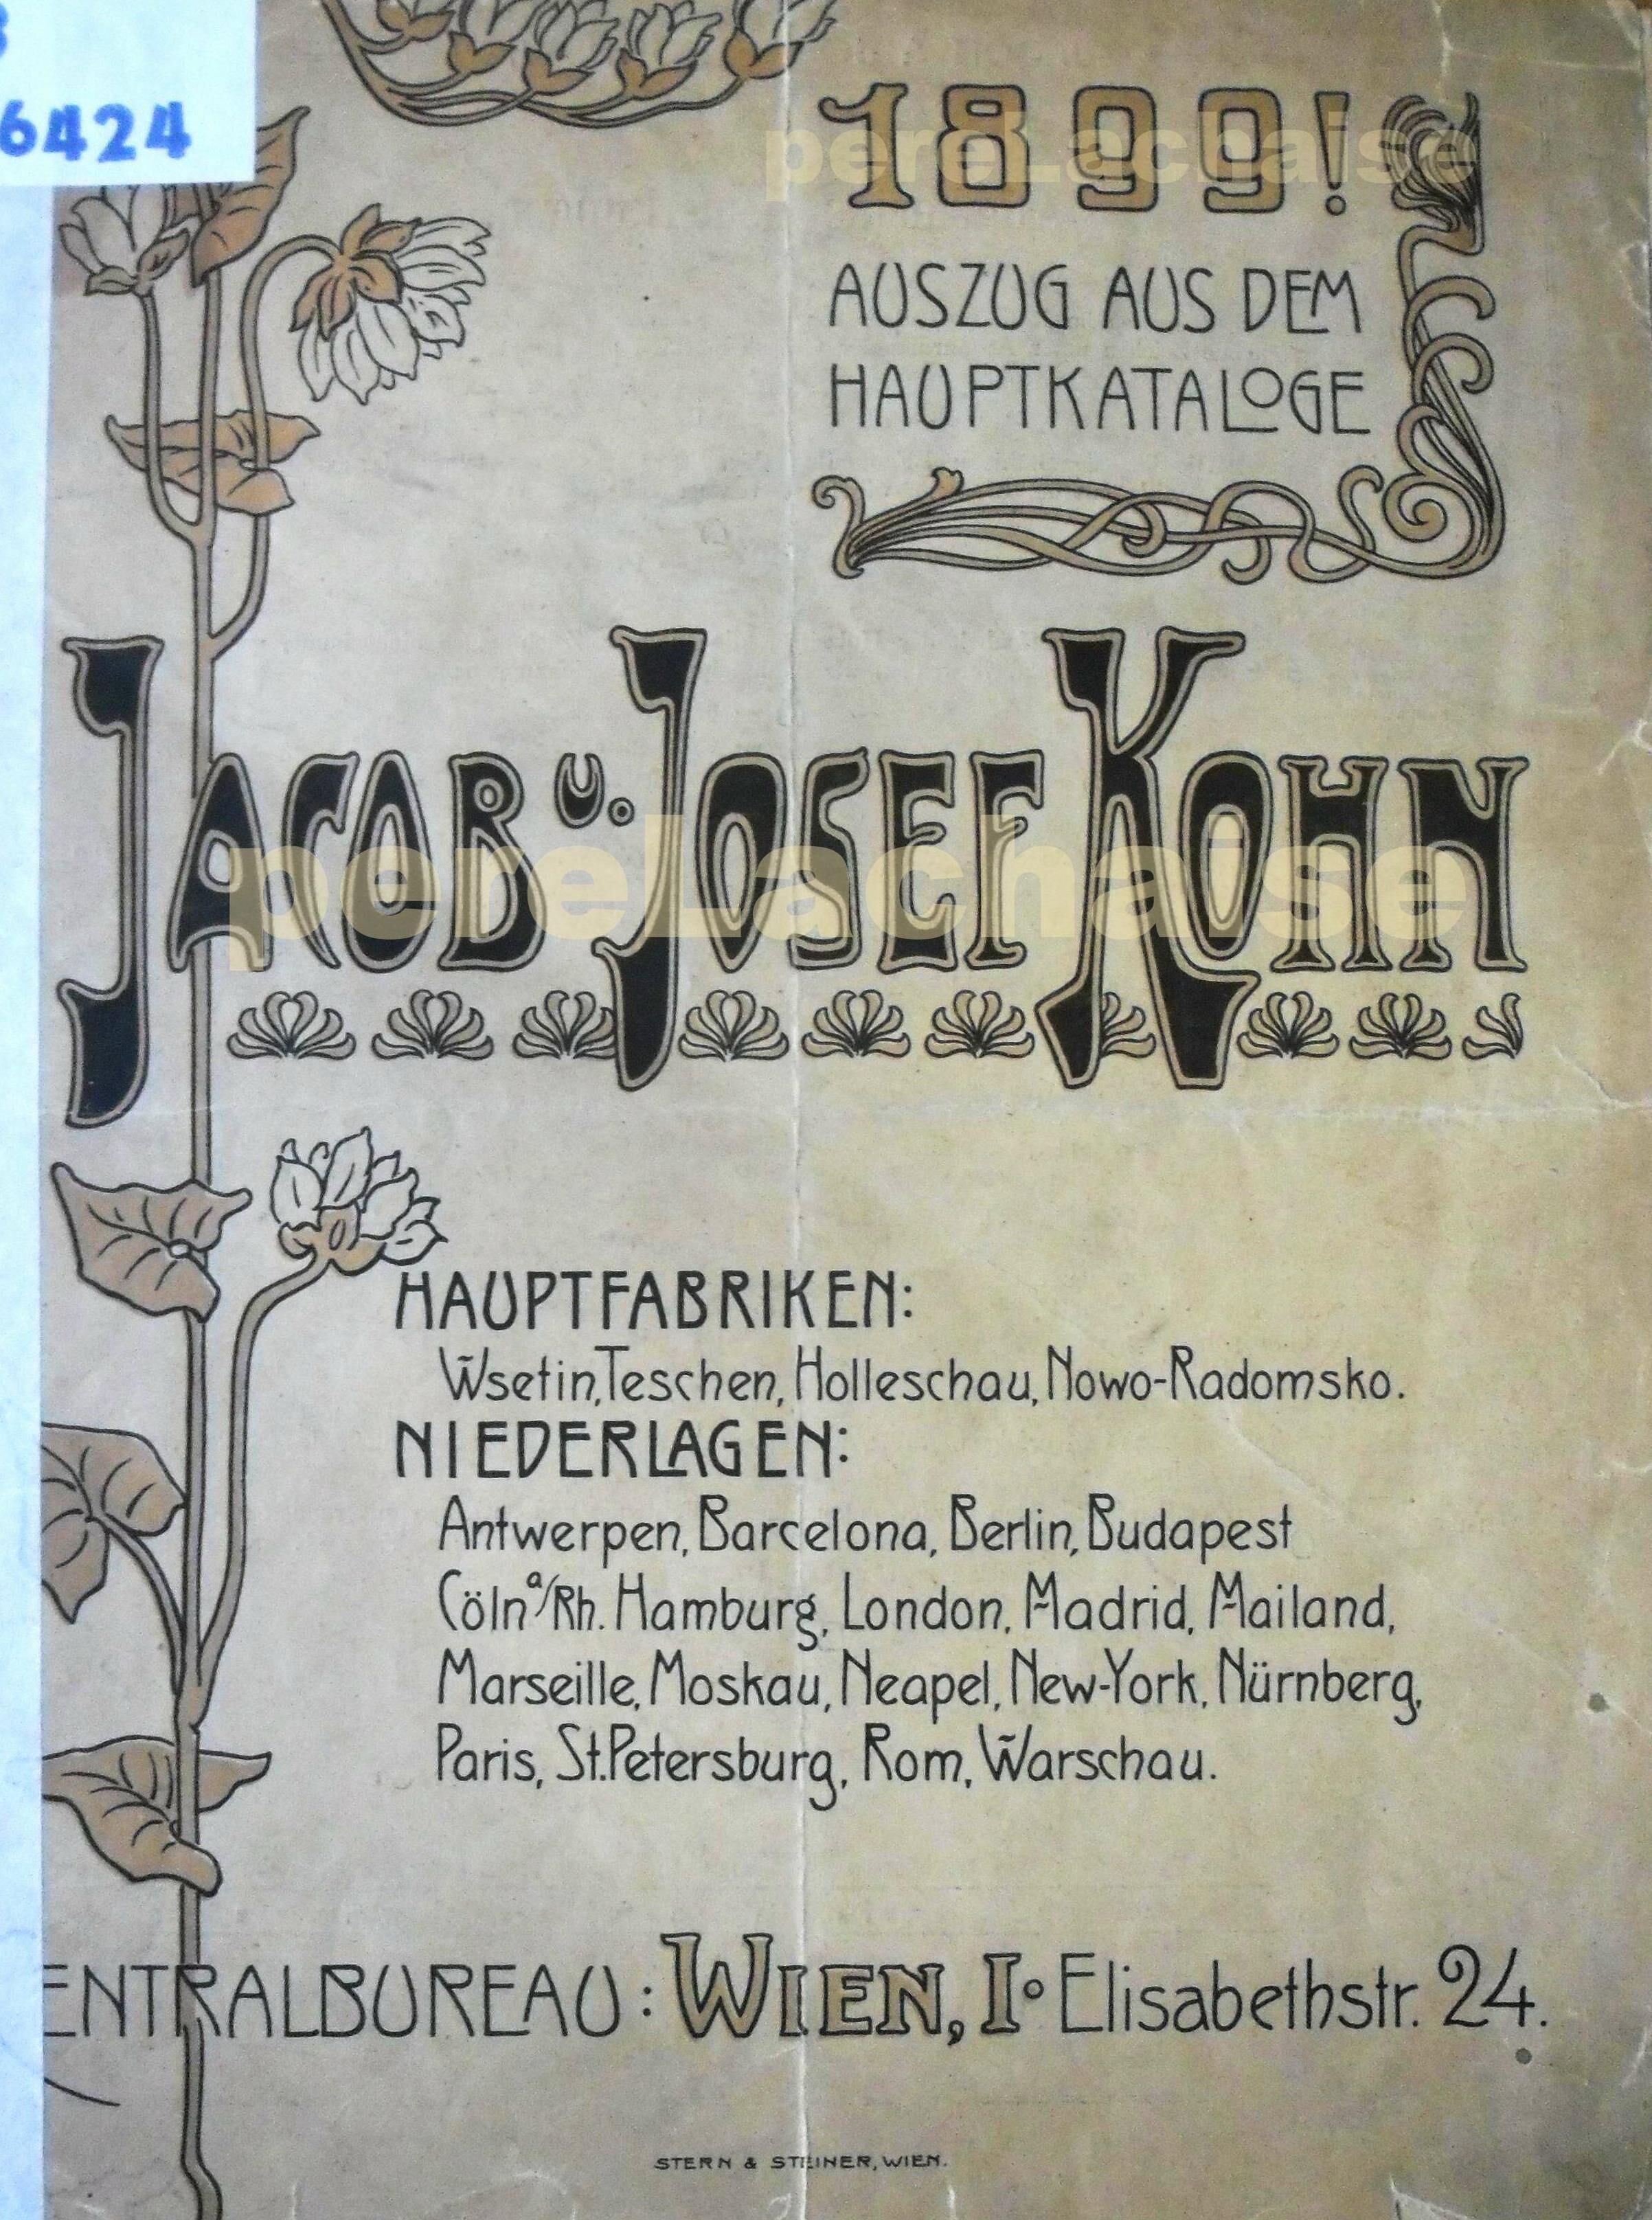 6424
1899!
AUSZUG AUS DEM
HAUPTKATALOGE
JACOB U. JOSEF KOHN
pereLachaise
pereLachaise
HAUPTFABRIKEN:
Wsetin, Teschen, Holleschau, Nowo-Radomsko.
NIEDERLAGEN:
Antwerpen, Barcelona, Berlin, Budapest
Cöln a/Rh. Hamburg, London, Madrid, Mailand,
Marseille, Moskau, Neapel, New-York, Nürnberg,
Paris, St. Petersburg, Rom, Warschau.
ENTRALBUREAU: WIEN, I. Elisabethstr. 24.
STERN & STEINER, WIEN.